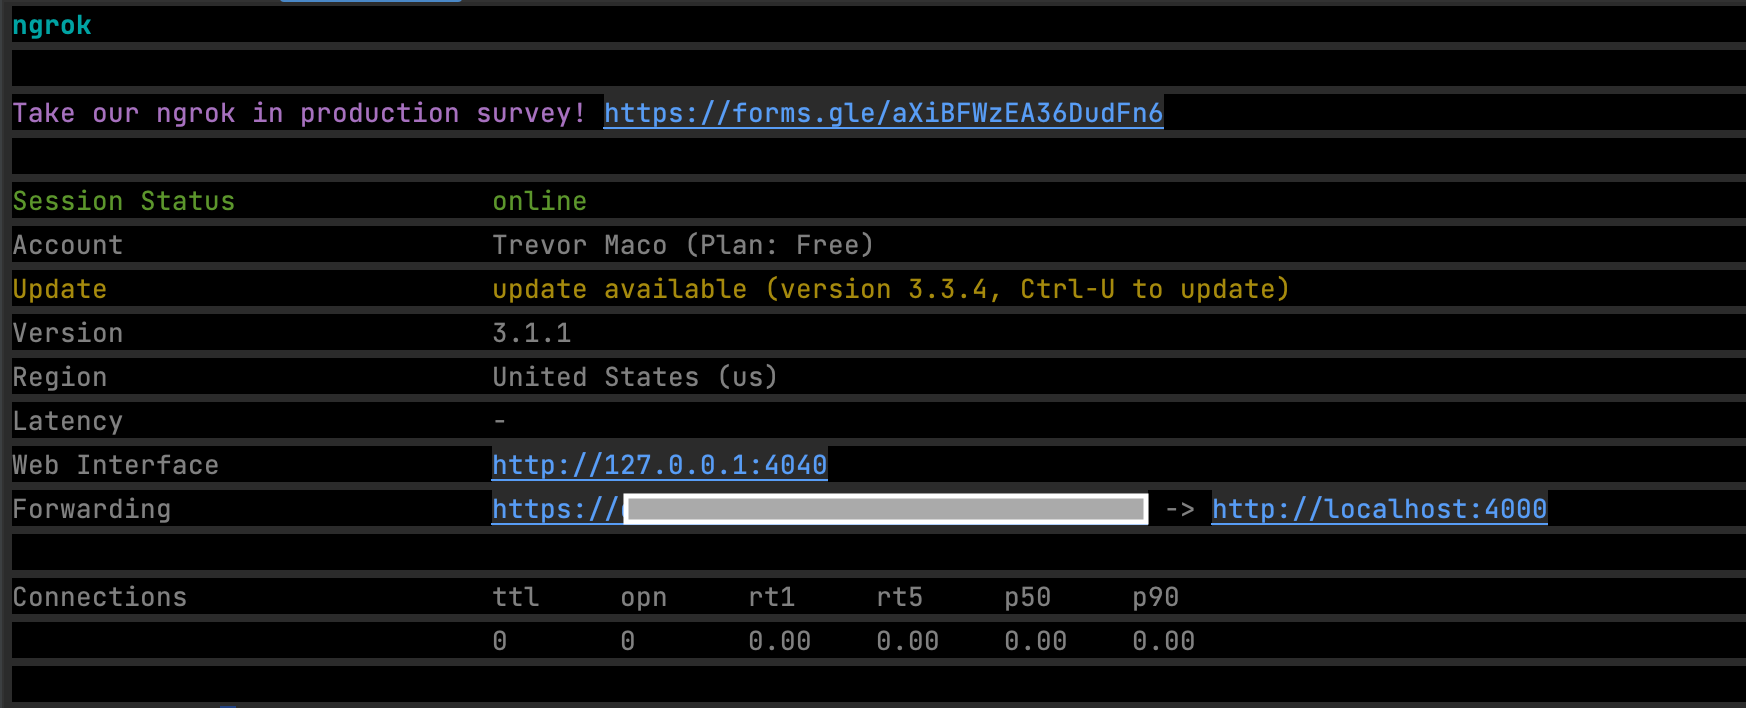 ngrok
Take our ngrok in production survey! https://forms.gle/aXiBFWzEA36DudFn6
Session Status online
Account Trevor Maco (Plan: Free)
Update update available (version 3.3.4, Ctrl-U to update)
Version 3.1.1
Region United States (us)
Latency -
Web Interface http://127.0.0.1:4040
Forwarding https:// -> http://localhost:4000
Connections ttl opn rt1 rt5 p50 p90
0 0 0.00 0.00 0.00 0.00